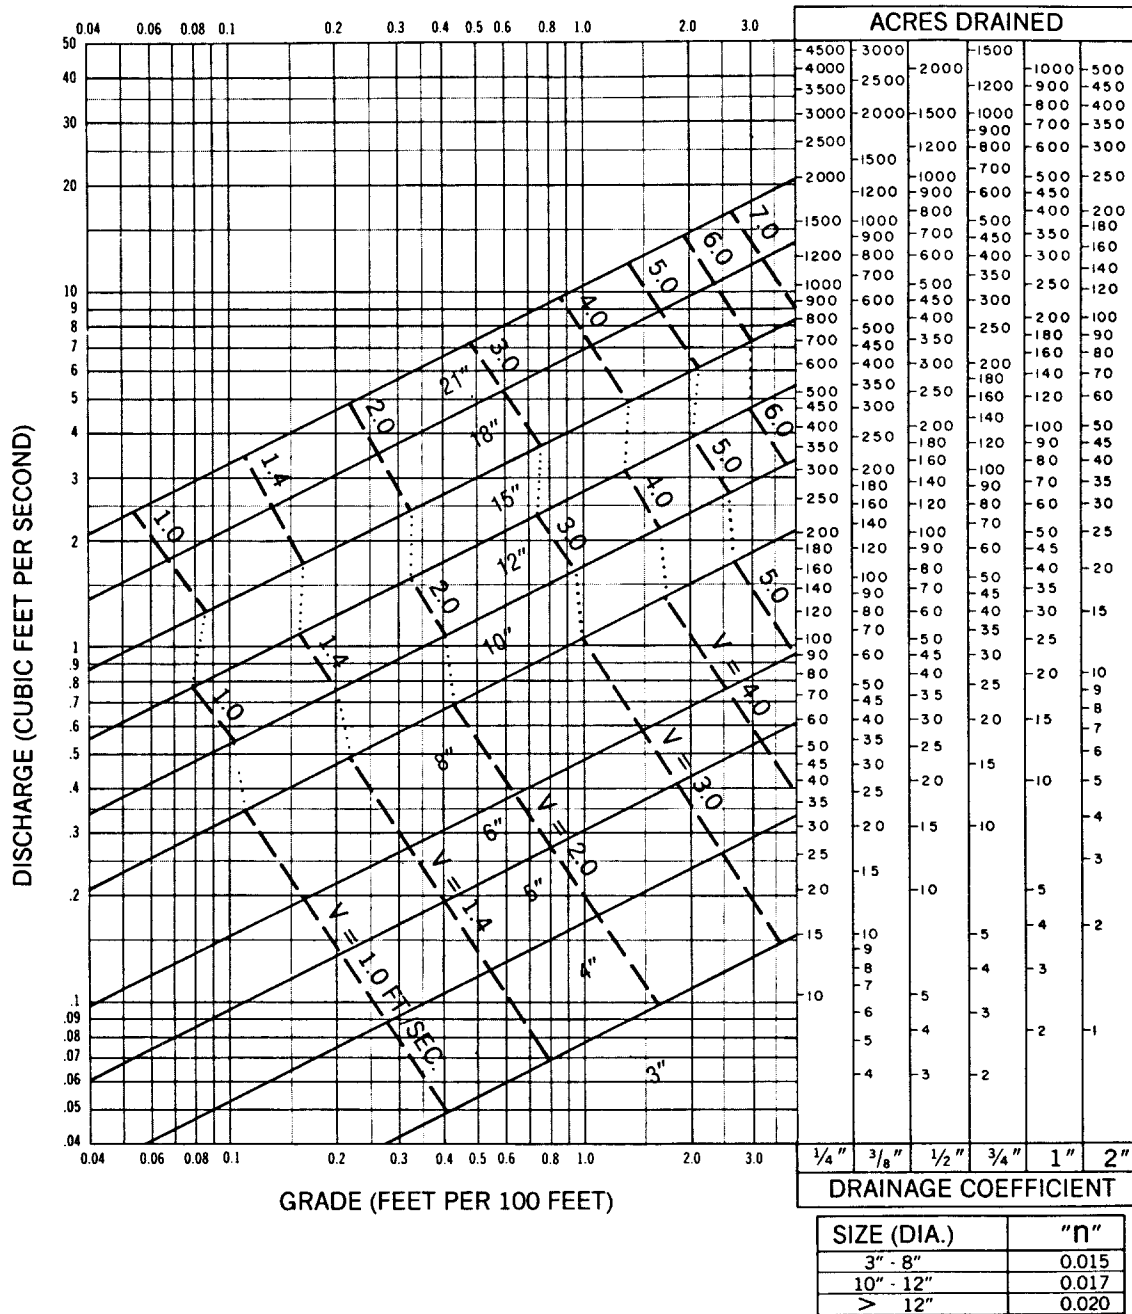 0.04 0.06 0.08 0.1 0.2 0.3 0.4 0.5 0.6 0.8 1.0 2.0 3.0
ACRES DRAINED
DISCHARGE (CUBIC FEET PER SECOND)
50
40
30
20
10
9
8
7
6
5
4
3
2
1
.9
.8
.7
.6
.5
.4
.3
.2
.1
.09
.08
.07
.06
.05
.04
1.0
1.4
2.0
3.0
4.0
5.0
6.0
7.0
21"
18"
15"
12"
10"
8"
6"
5"
4"
3"
1.0
1.4
2.0
3.0
4.0
5.0
6.0
5.0
V = 4.0
V = 3.0
V = 2.0
V = 1.4
V = 1.0 FT/SEC.
4500 4000 3500 3000 2500 2000 1500 1200 1000 900 800 700 600 500 450 400 350 300 250 200 180 160 140 120 100 90 80 70 60 50 45 40 35 30 25 20 15 10
3000 2500 2000 1500 1200 1000 900 800 700 600 500 450 400 350 300 250 200 180 160 140 120 100 90 80 70 60 50 45 40 35 30 25 20 15 10 9 8 7 6 5 4
2000 1500 1200 1000 900 800 700 600 500 450 400 350 300 250 200 180 160 140 120 100 90 80 70 60 50 45 40 35 30 25 20 15 10 5 4 3
1500 1200 1000 900 800 700 600 500 450 400 350 300 250 200 180 160 140 120 100 90 80 70 60 50 45 40 35 30 25 20 15 10 5 4 3 2
1000 900 800 700 600 500 450 400 350 300 250 200 180 160 140 120 100 90 80 70 60 50 45 40 35 30 25 20 15 10 5 4 3 2
500 450 400 350 300 250 200 180 160 140 120 100 90 80 70 60 50 45 40 35 30 25 20 15 10 9 8 7 6 5 4 3 2 1
0.04 0.06 0.08 0.1 0.2 0.3 0.4 0.5 0.6 0.8 1.0 2.0 3.0
1/4" 3/8" 1/2" 3/4" 1" 2"
GRADE (FEET PER 100 FEET)
DRAINAGE COEFFICIENT
SIZE (DIA.) "n"
3" - 8" 0.015
10" - 12" 0.017
> 12" 0.020